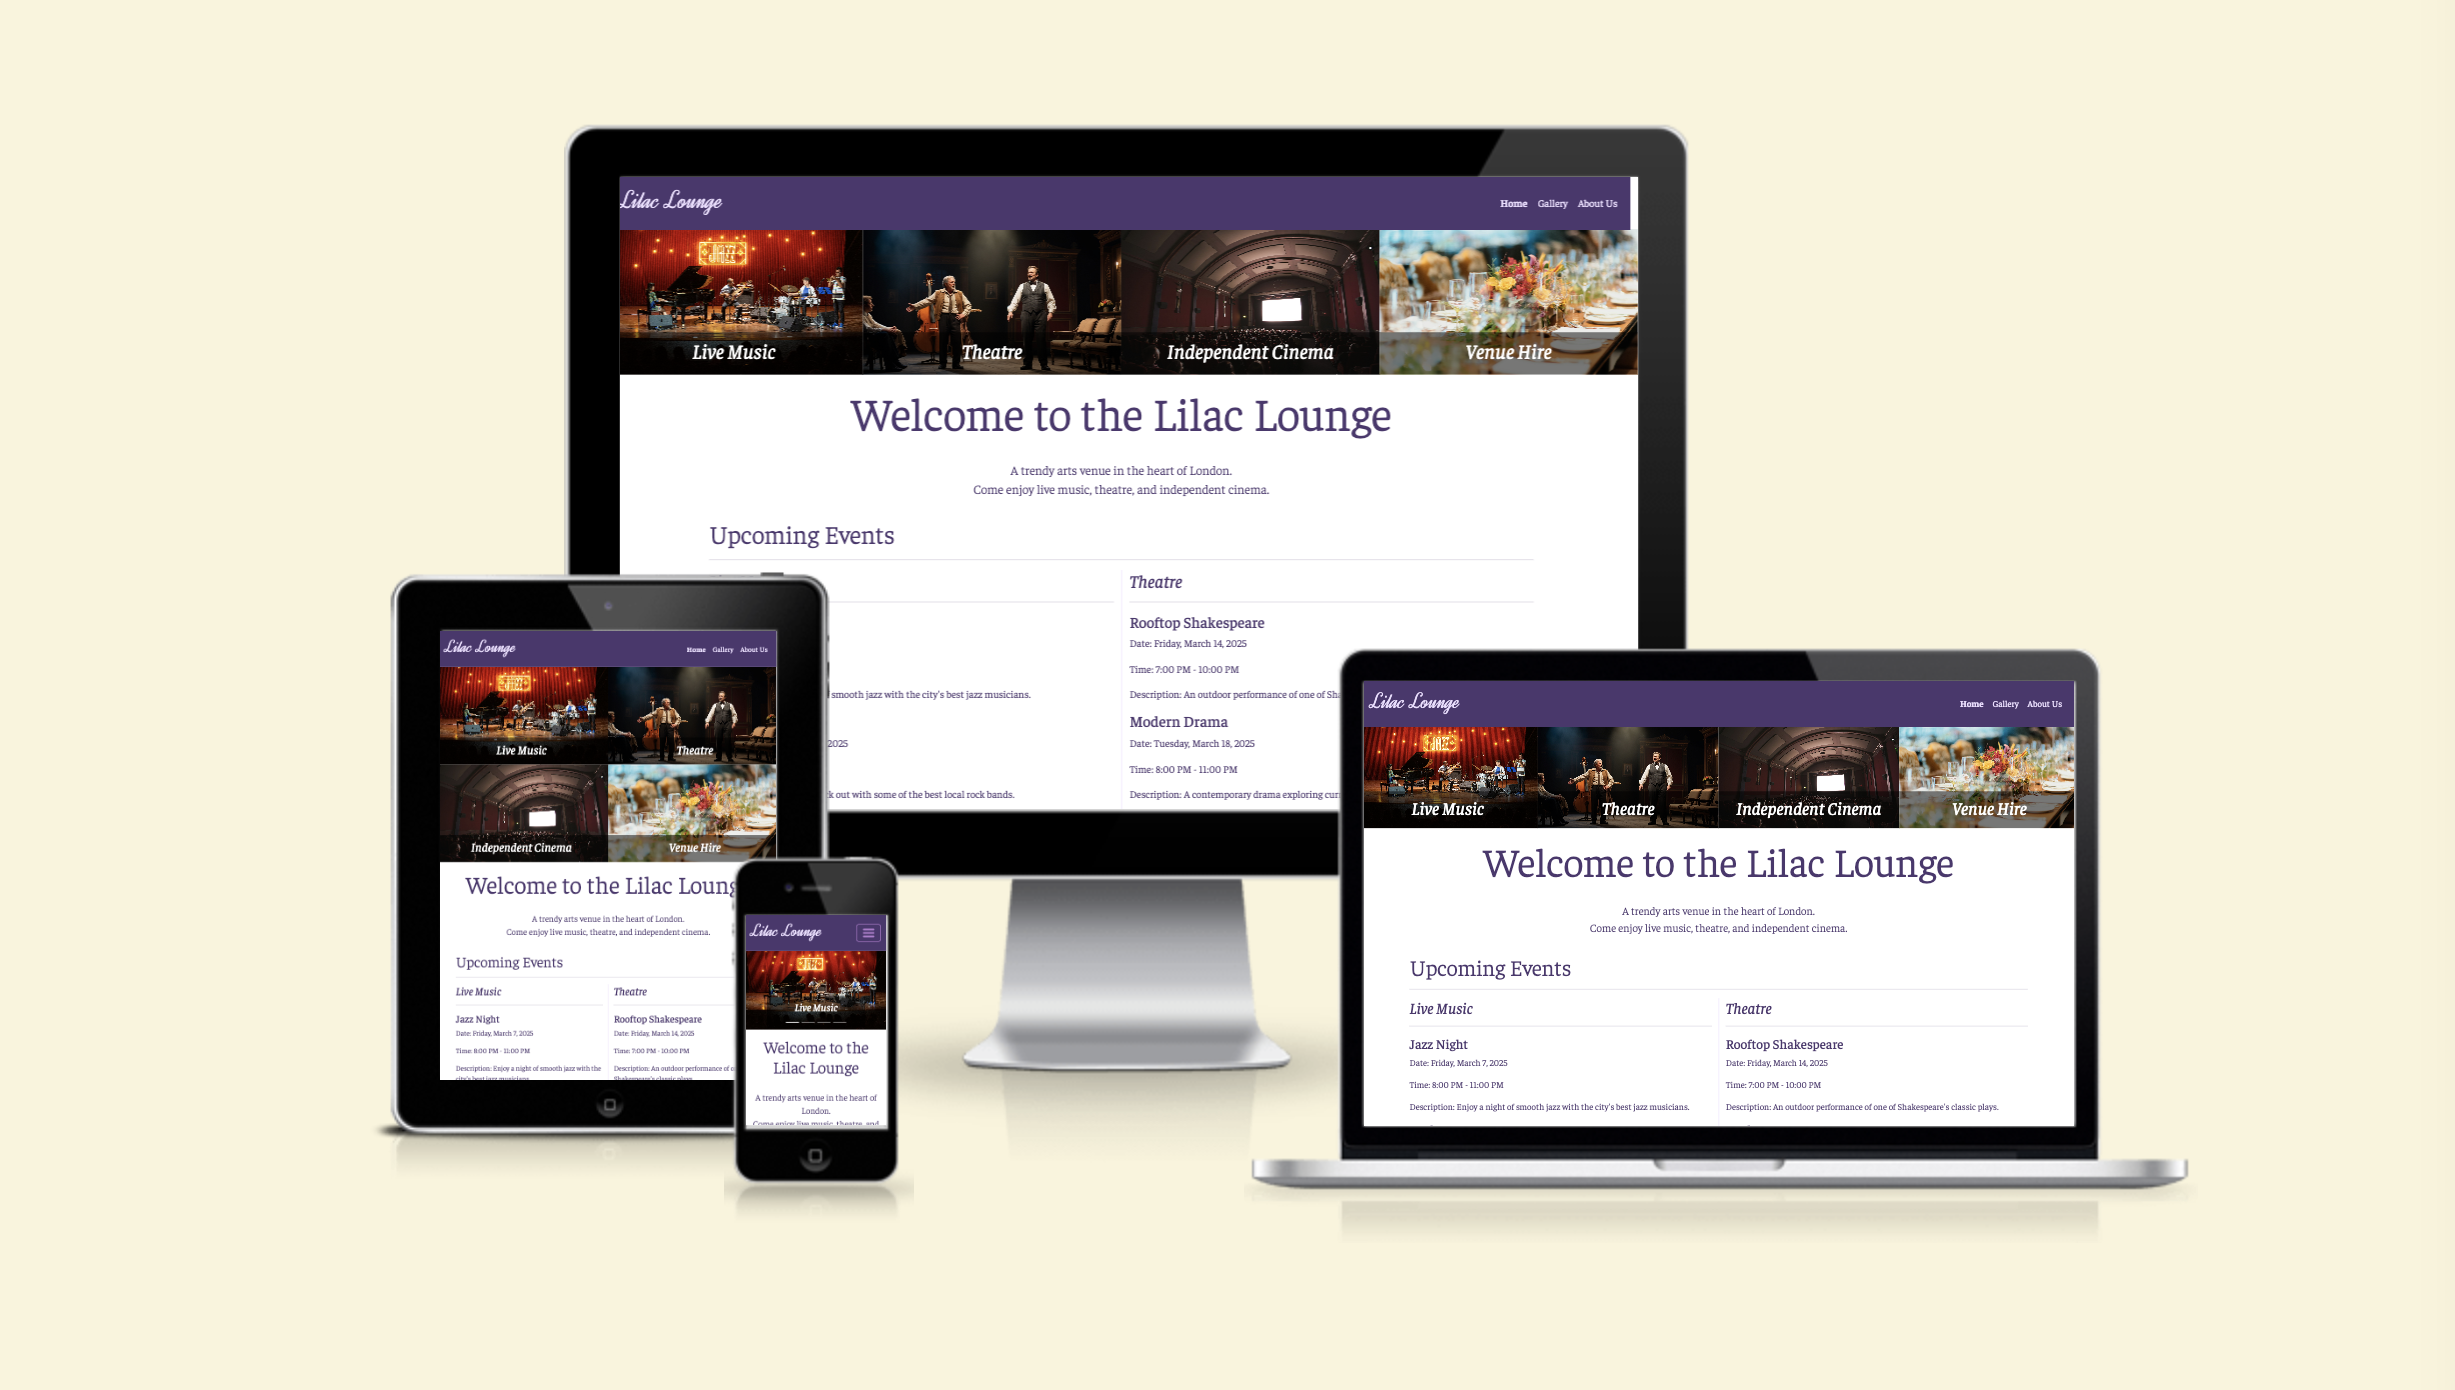 Lilac Lounge
Home Gallery About Us
Live Music
Theatre
Independent Cinema
Venue Hire
Welcome to the Lilac Lounge
A trendy arts venue in the heart of London.
Come enjoy live music, theatre, and independent cinema.
Upcoming Events
Theatre
Rooftop Shakespeare
Date: Friday, March 14, 2025
Time: 7:00 PM - 10:00 PM
smooth jazz with the city's best jazz musicians.
Description: An outdoor performance of one of
Modern Drama
2025
Date: Tuesday, March 18, 2025
Time: 8:00 PM - 11:00 PM
out with some of the best local rock bands.
Description: A contemporary drama exploring
Lilac Lounge
Home Gallery About Us
JAZZ
Live Music
Theatre
Independent Cinema
Venue Hire
Welcome to the Lilac
A trendy arts venue in the heart of London.
Come enjoy live music, theatre, and independent cinema.
Upcoming Events
Live Music
Theatre
Jazz Night
Date: Friday, March 7, 2025
Time: 8:00 PM - 11:00 PM
Description: Enjoy a night of smooth jazz with the
city's best jazz musicians.
Rooftop Shakespeare
Date: Friday, March 14, 2025
Time: 7:00 PM - 10:00 PM
Description: An outdoor performance of
Shakespeare's classic plays.
Lilac Lounge
Live Music
Welcome to the
Lilac Lounge
A trendy arts venue in the heart of
London.
Come enjoy live music, theatre, and
Lilac Lounge
Home Gallery About Us
JAZZ
Live Music
Theatre
Independent Cinema
Venue Hire
Welcome to the Lilac Lounge
A trendy arts venue in the heart of London.
Come enjoy live music, theatre, and independent cinema.
Upcoming Events
Live Music
Theatre
Jazz Night
Date: Friday, March 7, 2025
Time: 8:00 PM - 11:00 PM
Description: Enjoy a night of smooth jazz with the city's best jazz musicians.
Rooftop Shakespeare
Date: Friday, March 14, 2025
Time: 7:00 PM - 10:00 PM
Description: An outdoor performance of one of Shakespeare's classic plays.